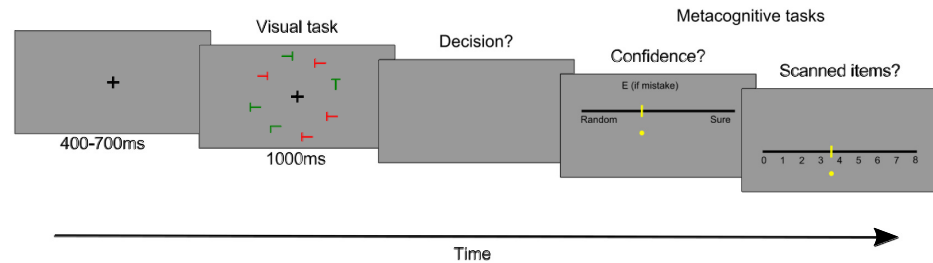 Metacognitive tasks
Visual task
Decision?
Confidence?
Scanned items?
E (if mistake)
Random Sure
0 1 2 3 4 5 6 7 8
400-700ms
1000ms
Time